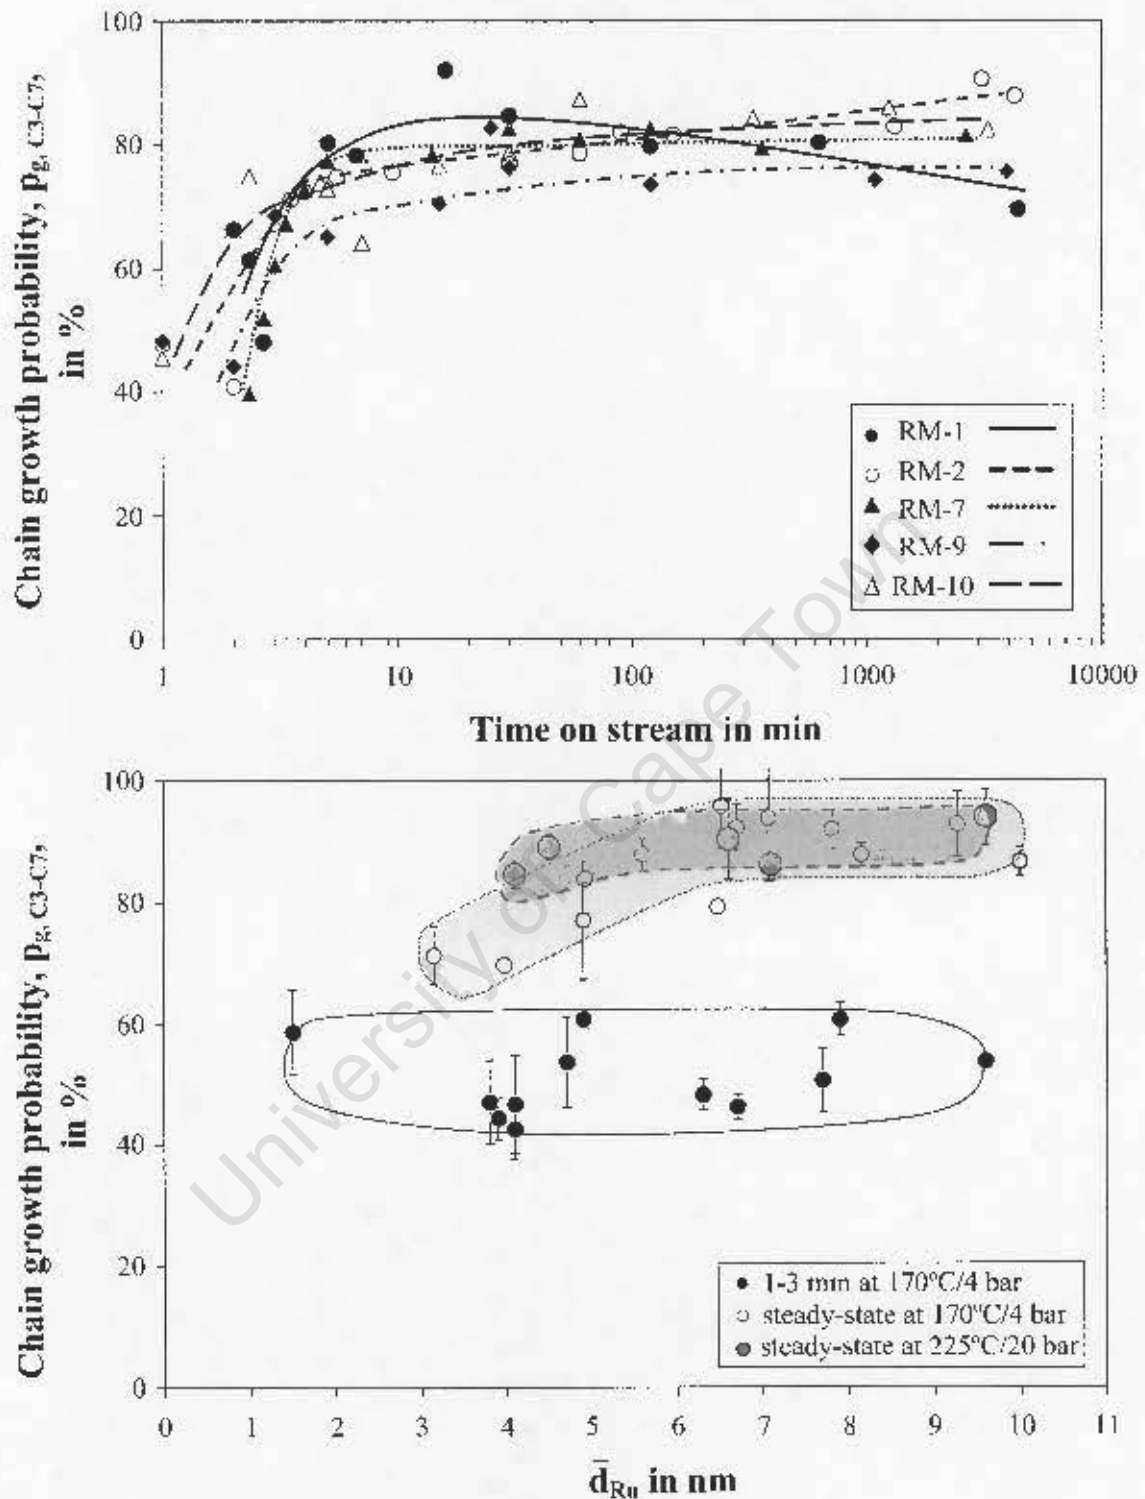 Chain growth probability, pg, C3-C7,
in %
100
80
60
40
20
0
1
10
100
1000
10000
Time on stream in min
RM-1
RM-2
RM-7
RM-9
RM-10
University of Cape Town
Chain growth probability, pg, C3-C7,
in %
100
80
60
40
20
0
0 1 2 3 4 5 6 7 8 9 10 11
d̄Ru in nm
1-3 min at 170°C/4 bar
steady-state at 170°C/4 bar
steady-state at 225°C/20 bar